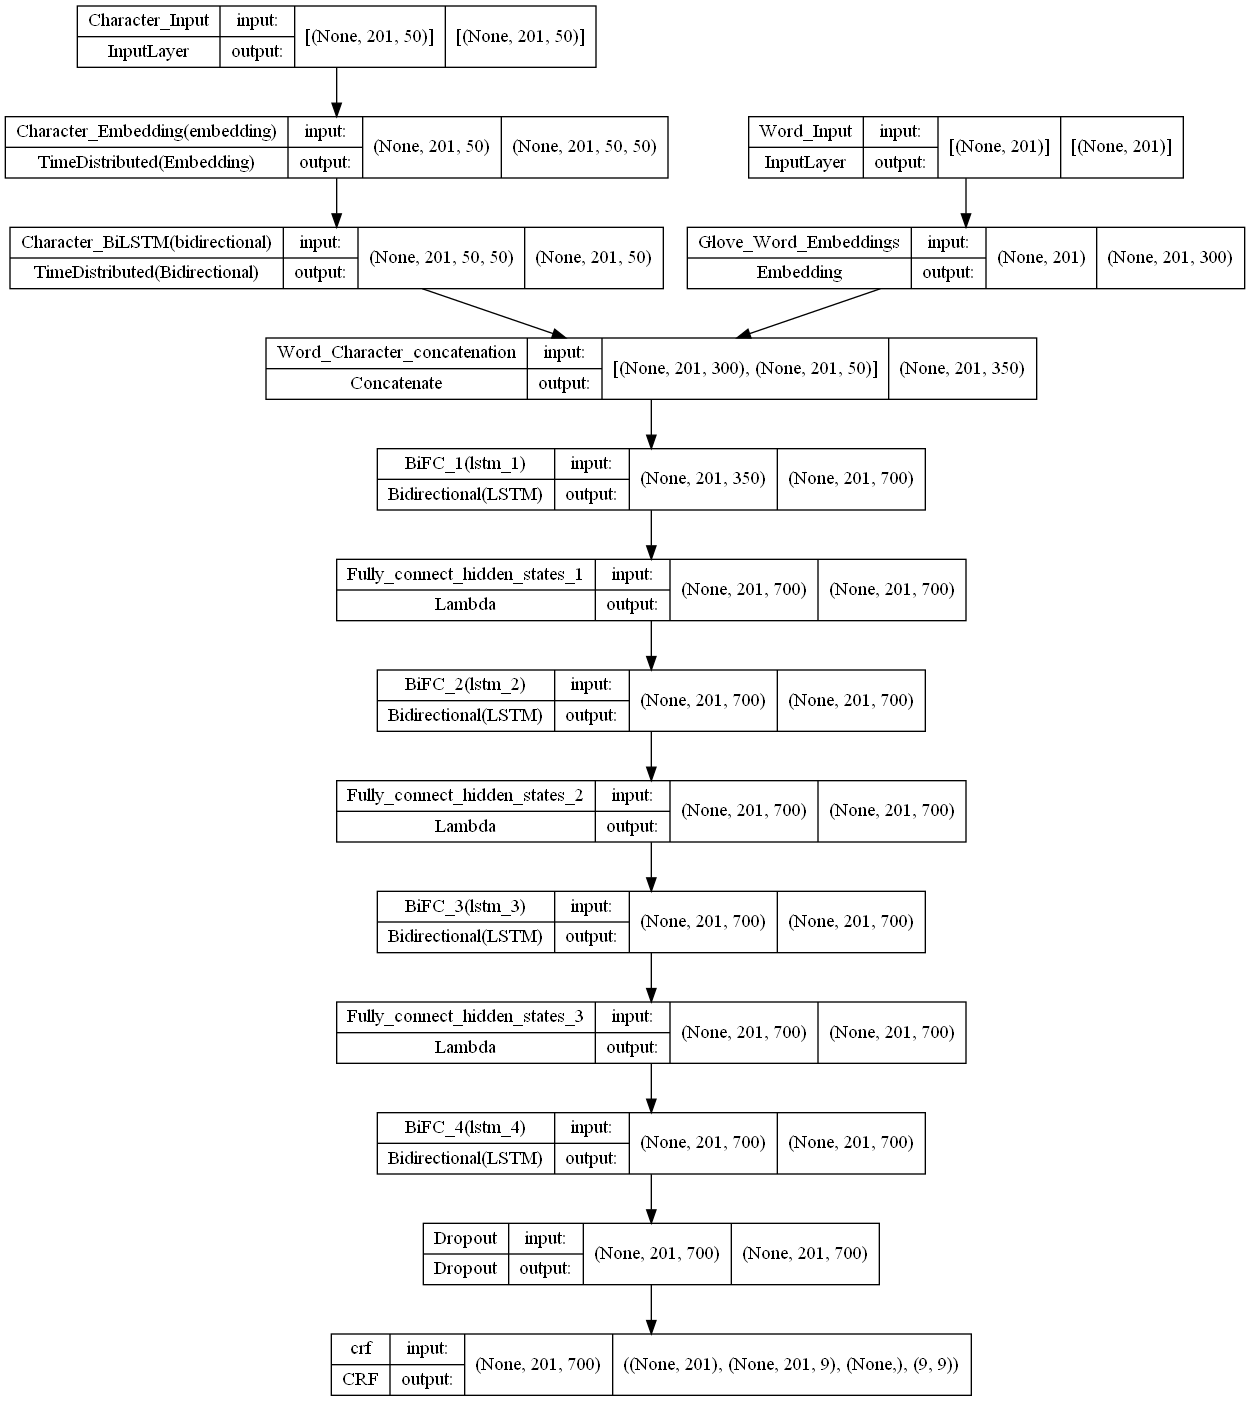 Character_Input input: [(None, 201, 50)] [(None, 201, 50)]
InputLayer output:
Character_Embedding(embedding) input: (None, 201, 50) (None, 201, 50, 50)
TimeDistributed(Embedding) output:
Word_Input input: [(None, 201)] [(None, 201)]
InputLayer output:
Character_BiLSTM(bidirectional) input: (None, 201, 50, 50) (None, 201, 50)
TimeDistributed(Bidirectional) output:
Glove_Word_Embeddings input: (None, 201) (None, 201, 300)
Embedding output:
Word_Character_concatenation input: [(None, 201, 300), (None, 201, 50)] (None, 201, 350)
Concatenate output:
BiFC_1(lstm_1) input: (None, 201, 350) (None, 201, 700)
Bidirectional(LSTM) output:
Fully_connect_hidden_states_1 input: (None, 201, 700) (None, 201, 700)
Lambda output:
BiFC_2(lstm_2) input: (None, 201, 700) (None, 201, 700)
Bidirectional(LSTM) output:
Fully_connect_hidden_states_2 input: (None, 201, 700) (None, 201, 700)
Lambda output:
BiFC_3(lstm_3) input: (None, 201, 700) (None, 201, 700)
Bidirectional(LSTM) output:
Fully_connect_hidden_states_3 input: (None, 201, 700) (None, 201, 700)
Lambda output:
BiFC_4(lstm_4) input: (None, 201, 700) (None, 201, 700)
Bidirectional(LSTM) output:
Dropout input: (None, 201, 700) (None, 201, 700)
Dropout output:
crf input: (None, 201, 700) ((None, 201), (None, 201, 9), (None,), (9, 9))
CRF output: